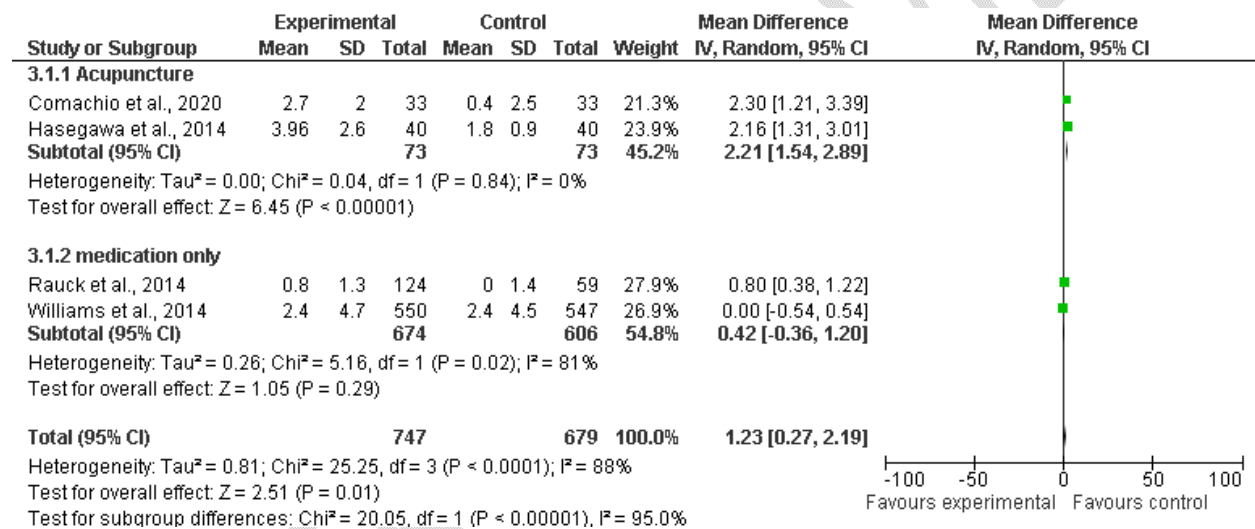 Experimental Control Mean Difference Mean Difference
Study or Subgroup Mean SD Total Mean SD Total Weight IV, Random, 95% CI IV, Random, 95% CI
3.1.1 Acupuncture
Comachio et al., 2020 2.7 2 33 0.4 2.5 33 21.3% 2.30 [1.21, 3.39]
Hasegawa et al., 2014 3.96 2.6 40 1.8 0.9 40 23.9% 2.16 [1.31, 3.01]
Subtotal (95% CI) 73 73 45.2% 2.21 [1.54, 2.89]
Heterogeneity: Tau² = 0.00; Chi² = 0.04, df = 1 (P = 0.84); I² = 0%
Test for overall effect: Z = 6.45 (P < 0.00001)
3.1.2 medication only
Rauck et al., 2014 0.8 1.3 124 0 1.4 59 27.9% 0.80 [0.38, 1.22]
Williams et al., 2014 2.4 4.7 550 2.4 4.5 547 26.9% 0.00 [-0.54, 0.54]
Subtotal (95% CI) 674 606 54.8% 0.42 [-0.36, 1.20]
Heterogeneity: Tau² = 0.26; Chi² = 5.16, df = 1 (P = 0.02); I² = 81%
Test for overall effect: Z = 1.05 (P = 0.29)
Total (95% CI) 747 679 100.0% 1.23 [0.27, 2.19]
Heterogeneity: Tau² = 0.81; Chi² = 25.25, df = 3 (P < 0.0001); I² = 88%
Test for overall effect: Z = 2.51 (P = 0.01)
Test for subgroup differences: Chi² = 20.05, df = 1 (P < 0.00001), I² = 95.0%
-100 -50 0 50 100
Favours experimental Favours control